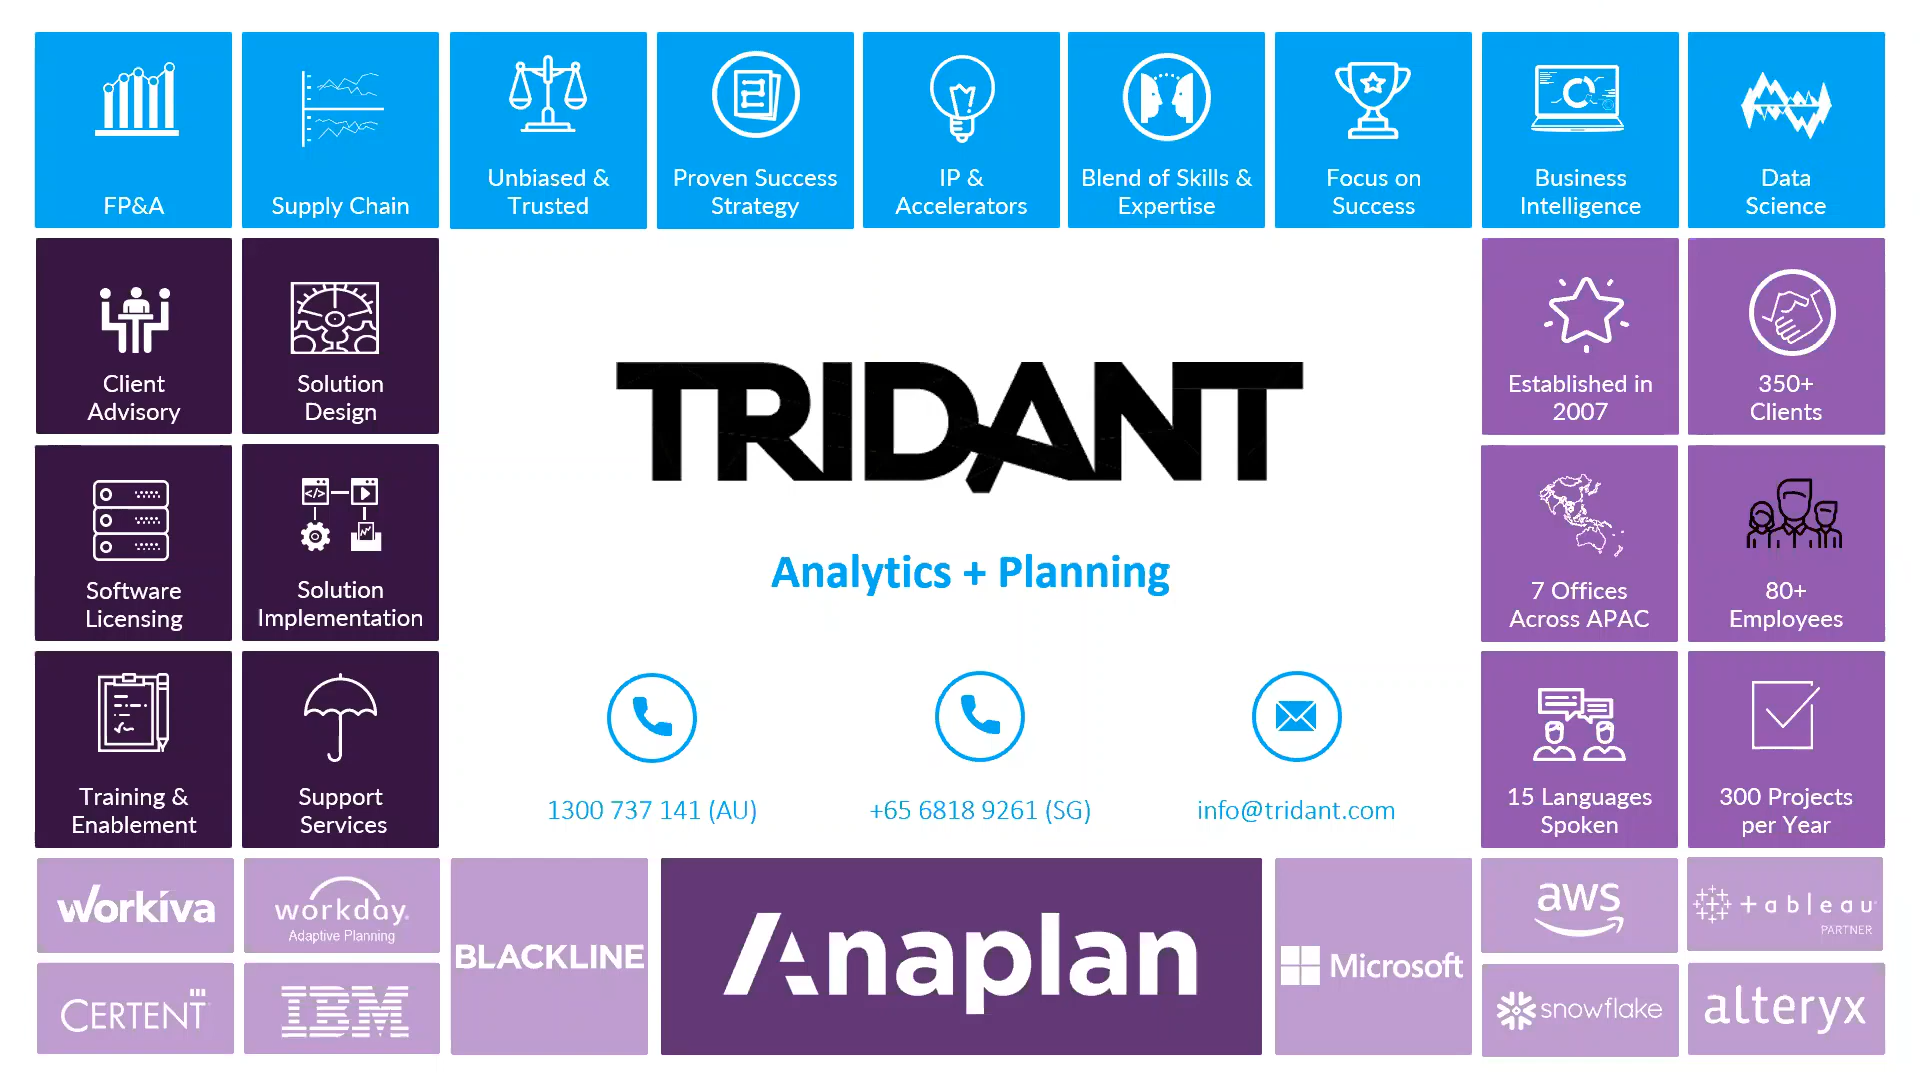 FP&A
Supply Chain
Unbiased &
Trusted
Proven Success
Strategy
IP &
Accelerators
Blend of Skills &
Expertise
Focus on
Success
Business
Intelligence
Data
Science
Client
Advisory
Solution
Design
TRIDANT
Analytics + Planning
Established in
2007
350+
Clients
Software
Licensing
Solution
Implementation
7 Offices
Across APAC
80+
Employees
Training &
Enablement
Support
Services
1300 737 141 (AU)
+65 6818 9261 (SG)
info@tridant.com
15 Languages
Spoken
300 Projects
per Year
workiva
workday.
Adaptive Planning
BLACKLINE
Anaplan
Microsoft
aws
+ableau
PARTNER
CERTENT
IBM
snowflake
alteryx